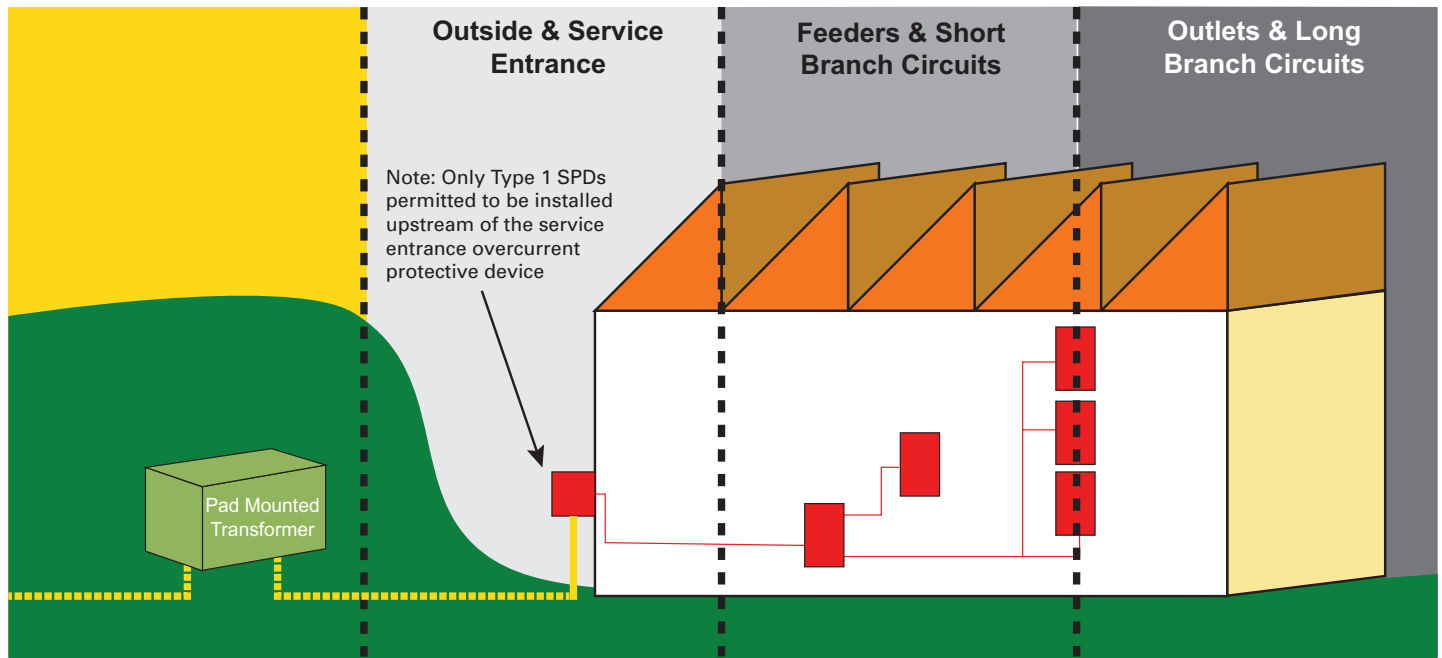 Outside & Service
Entrance
Feeders & Short
Branch Circuits
Outlets & Long
Branch Circuits
Note: Only Type 1 SPDs
permitted to be installed
upstream of the service
entrance overcurrent
protective device
Pad Mounted
Transformer